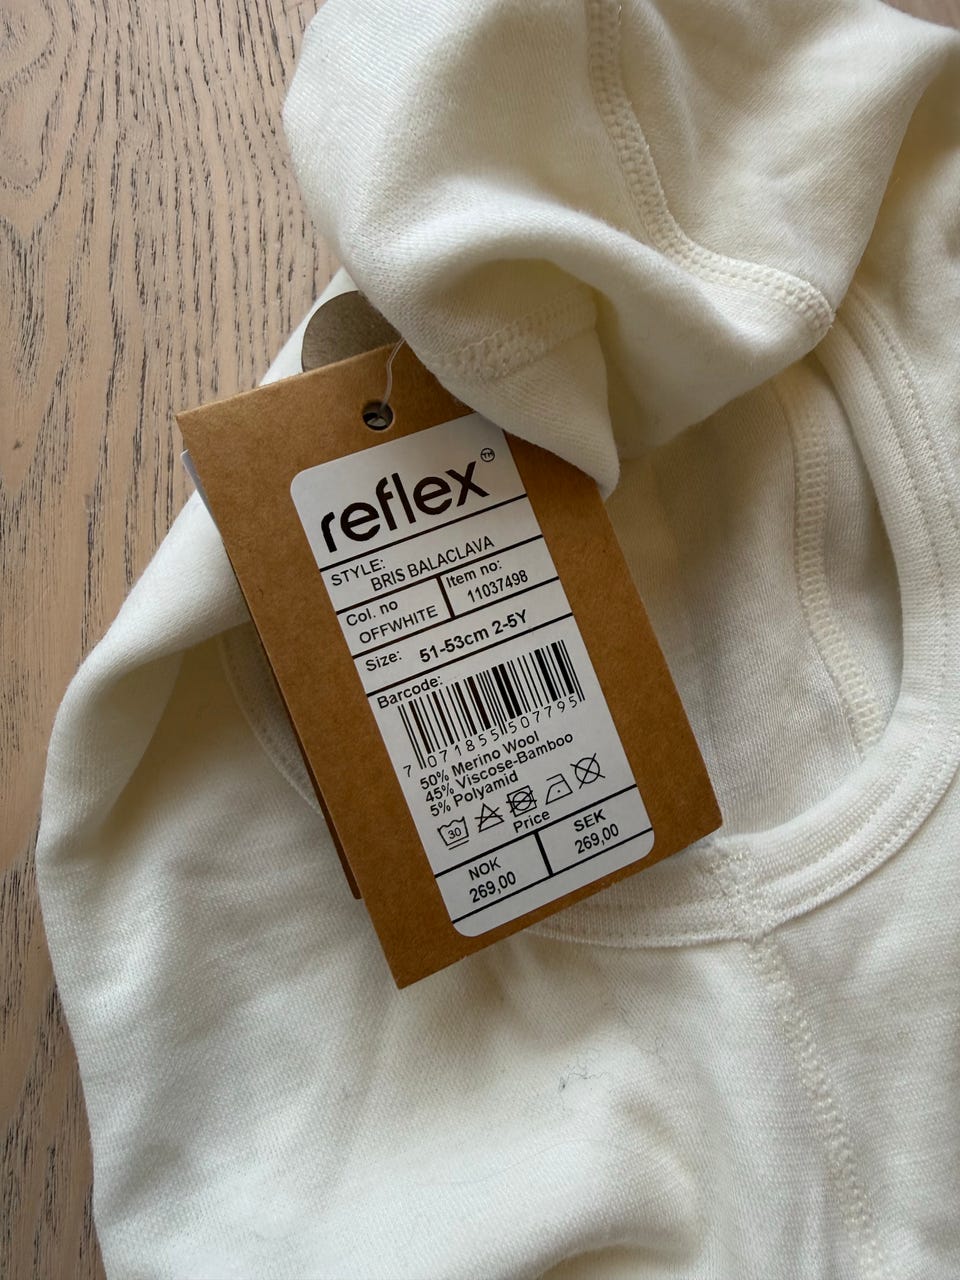 reflex™
STYLE:
BRIS BALACLAVA
Col. no
OFFWHITE
Item no:
11037498
Size: 51-53cm 2-5Y
Barcode:
7 071855 507795
50% Merino Wool
45% Viscose-Bamboo
5% Polyamid
30
Price
NOK
269,00
SEK
269,00